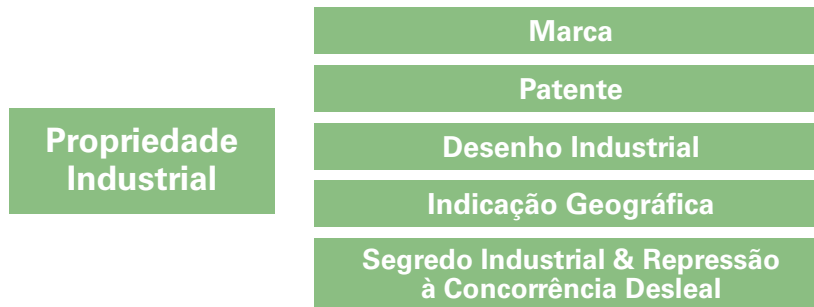 Propriedade
Industrial
Marca
Patente
Desenho Industrial
Indicação Geográfica
Segredo Industrial & Repressão
à Concorrência Desleal